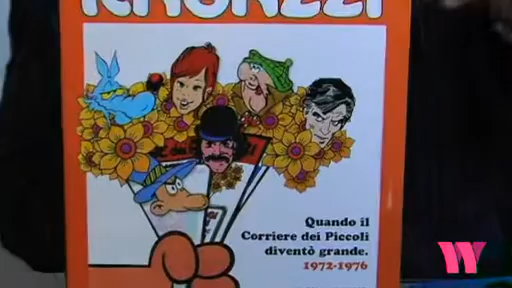 Quando il
Corriere dei Piccoli
diventò grande.
1972-1976
W